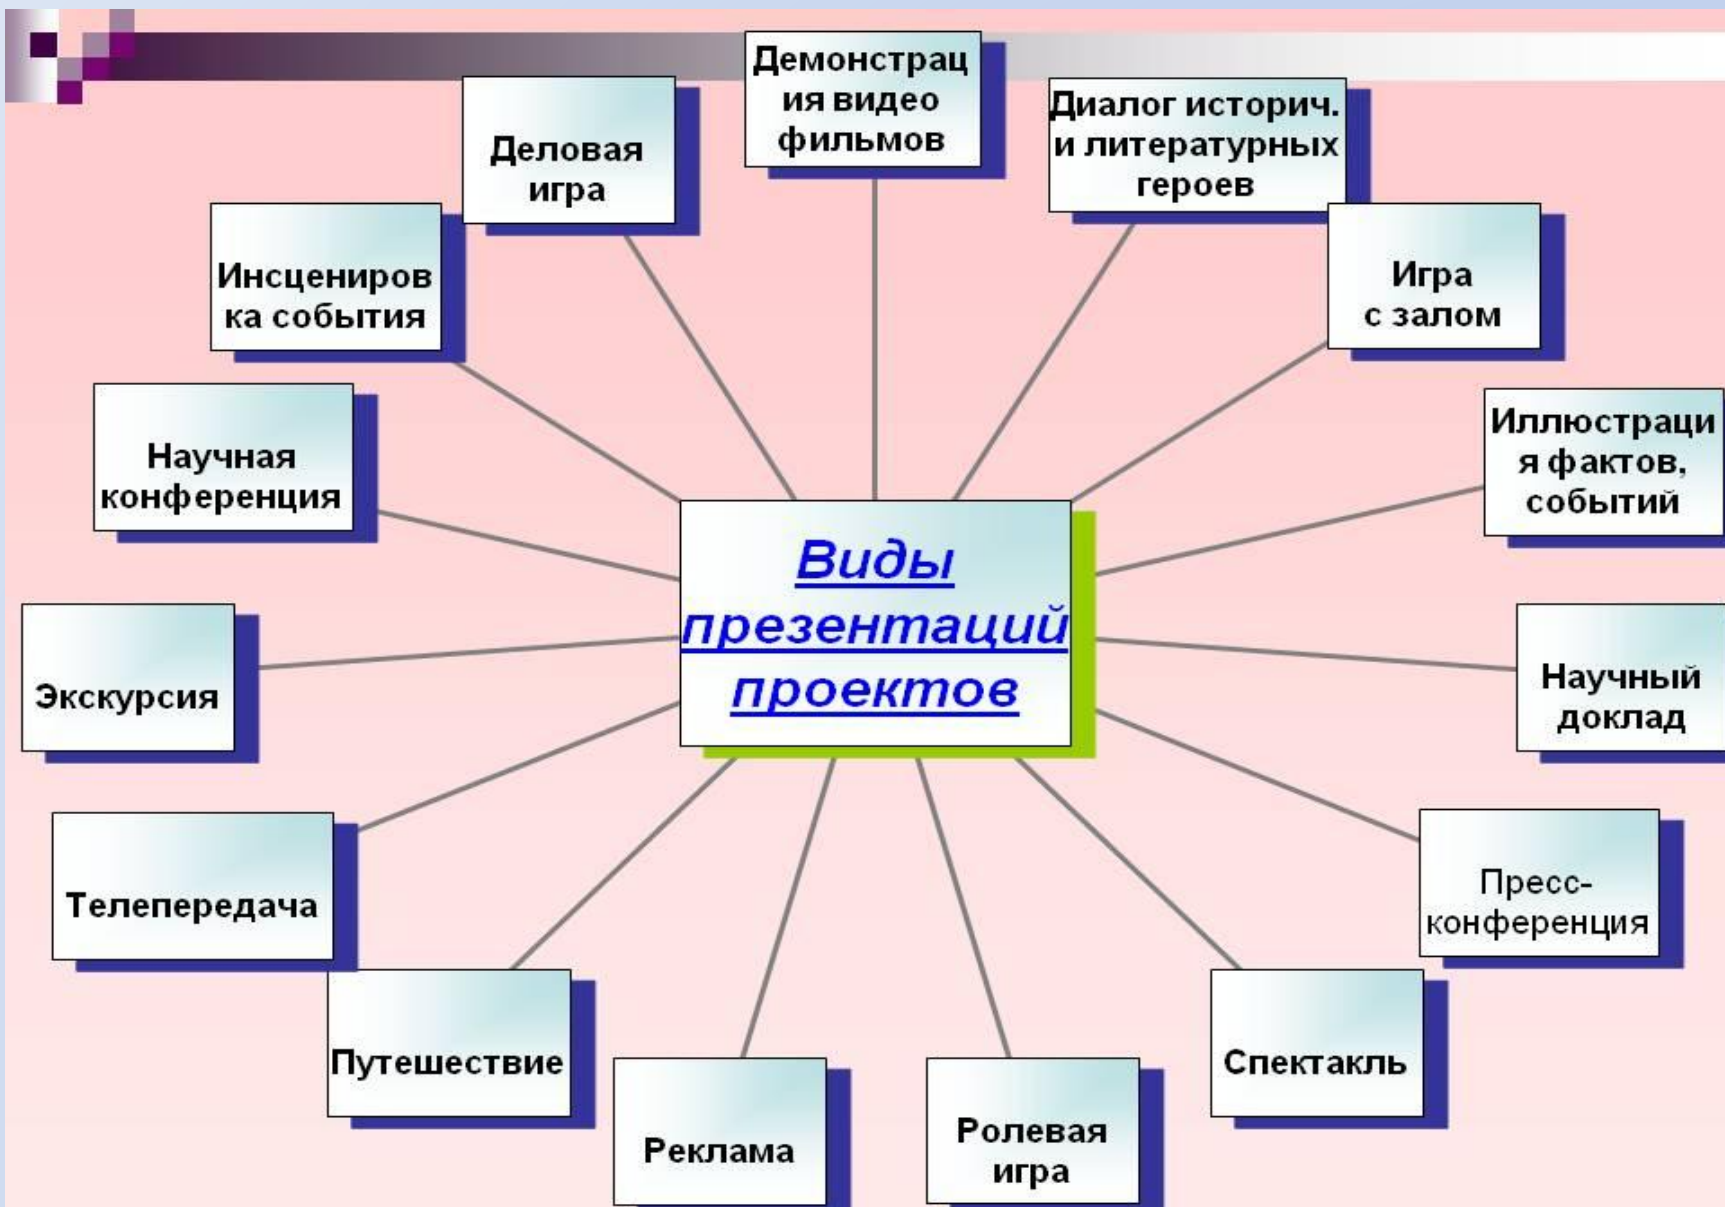 Демонстрац
ия видео
фильмов
Диалог историч.
и литературных
героев
Игра
с залом
Иллюстраци
я фактов,
событий
Научный
доклад
Пресс-
конференция
Спектакль
Ролевая
игра
Реклама
Путешествие
Телепередача
Экскурсия
Научная
конференция
Инсцениров
ка события
Деловая
игра
Виды
презентаций
проектов